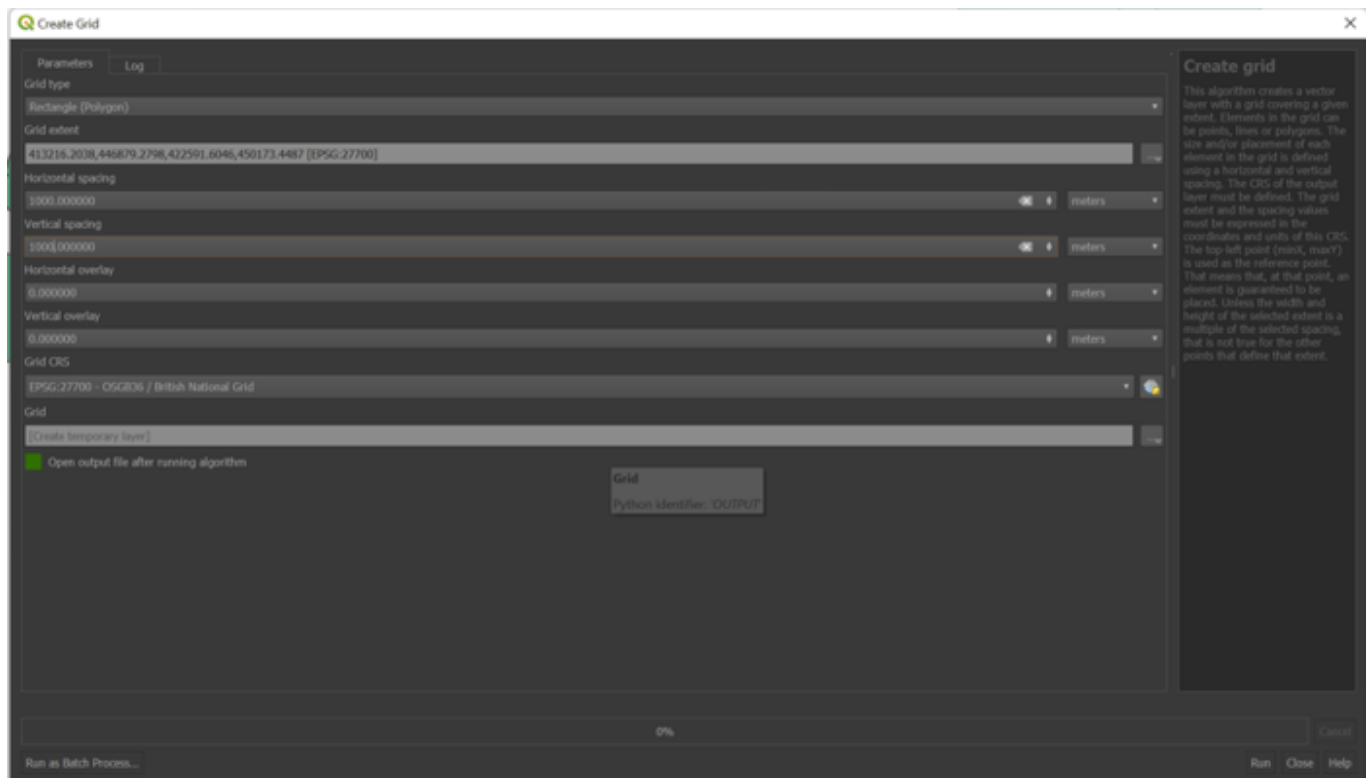 Create Grid
Parameters
Log
Grid type
Rectangle (Polygon)
Grid extent
413216.2038,446879.2798,422591.6046,450173.4487 [EPSG:27700]
Horizontal spacing
1000.000000
meters
Vertical spacing
1000.000000
meters
Horizontal overlay
0.000000
meters
Vertical overlay
0.000000
meters
Grid CRS
EPSG:27700 - OSGB36 / British National Grid
Grid
[Create temporary layer]
Open output file after running algorithm
Grid
Python identifier: 'OUTPUT'
Create grid
This algorithm creates a vector
layer with a grid covering a given
extent. Elements in the grid can
be points, lines or polygons. The
size and/or placement of each
element in the grid is defined
using a horizontal and vertical
spacing. The CRS of the output
layer must be defined. The grid
extent and the spacing values
must be expressed in the
coordinates and units of this CRS.
The top-left point (minX, maxY)
is used as the reference point.
That means that, at that point, an
element is guaranteed to be
placed. Unless the width and
height of the selected extent is a
multiple of the selected spacing,
that is not true for the other
points that define that extent.
0%
Cancel
Run as Batch Process...
Run
Close
Help